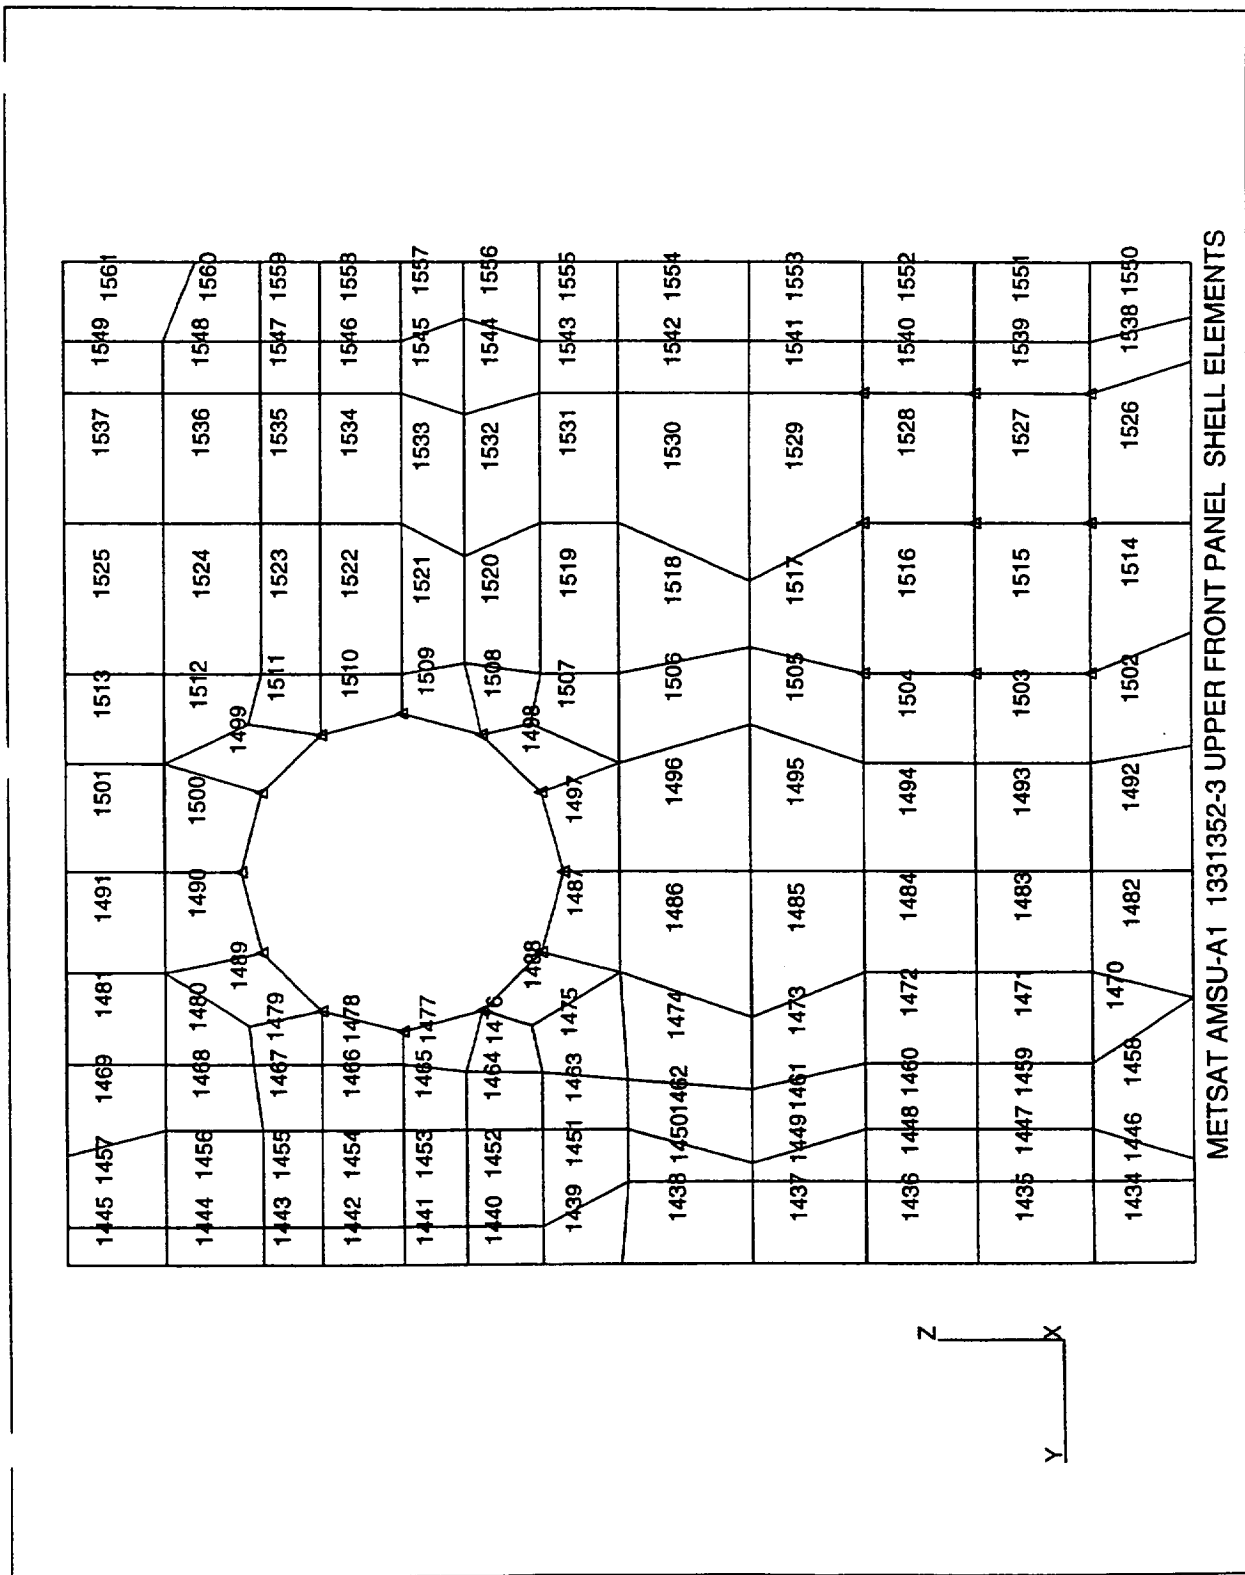 1445 1457 1469 1481 1491 1501 1513 1525 1537 1549 1561
1444 1456 1468 1480 1490 1500 1512 1524 1536 1548 1560
1489 1499
1443 1455 1467 1479 1511 1523 1535 1547 1559
1442 1454 1466 1478 1510 1522 1534 1546 1558
1441 1453 1465 1477 1509 1521 1533 1545 1557
1440 1452 1464 1476 1508 1520 1532 1544 1556
1488 1498
1439 1451 1463 1475 1487 1497 1507 1519 1531 1543 1555
1438 1450 1462 1474 1486 1496 1506 1518 1530 1542 1554
1437 1449 1461 1473 1485 1495 1505 1517 1529 1541 1553
1436 1448 1460 1472 1484 1494 1504 1516 1528 1540 1552
Z
1435 1447 1459 1471 1483 1493 1503 1515 1527 1539 1551
Y X
1434 1446 1458 1470 1482 1492 1502 1514 1526 1538 1550
METSAT AMSU-A1 1331352-3 UPPER FRONT PANEL SHELL ELEMENTS